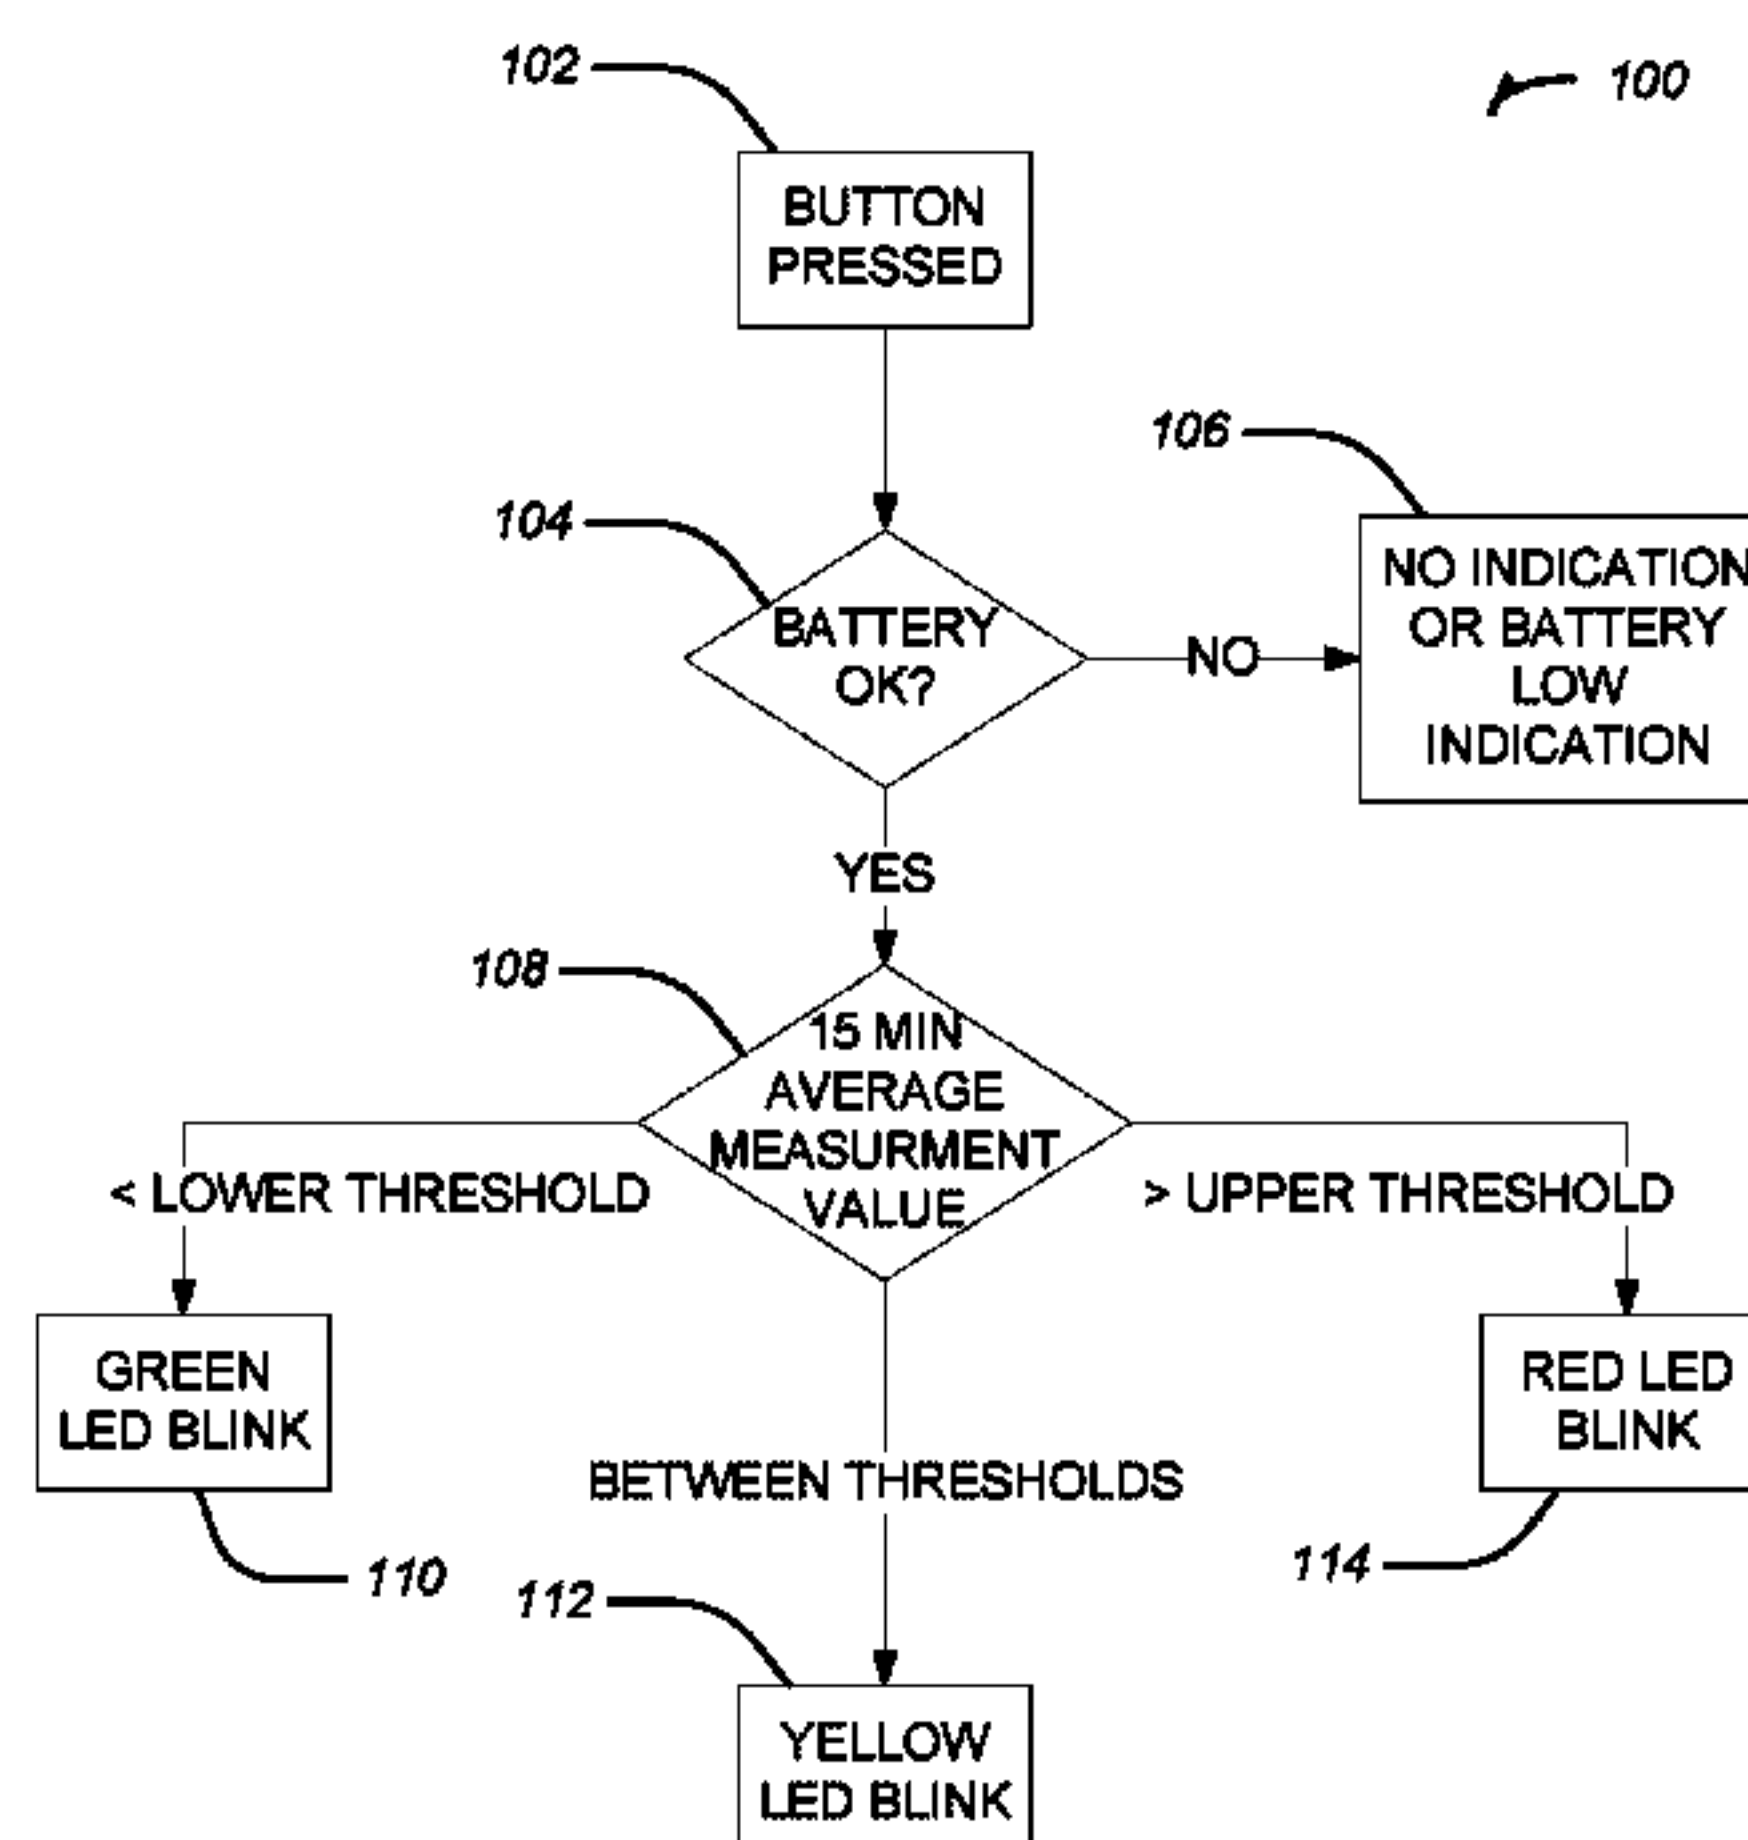 102
100
BUTTON
PRESSED
106
104
NO INDICATION
OR BATTERY
LOW
INDICATION
BATTERY
OK?
NO
YES
108
15 MIN
AVERAGE
MEASURMENT
VALUE
< LOWER THRESHOLD
> UPPER THRESHOLD
GREEN
LED BLINK
RED LED
BLINK
BETWEEN THRESHOLDS
110
112
114
YELLOW
LED BLINK